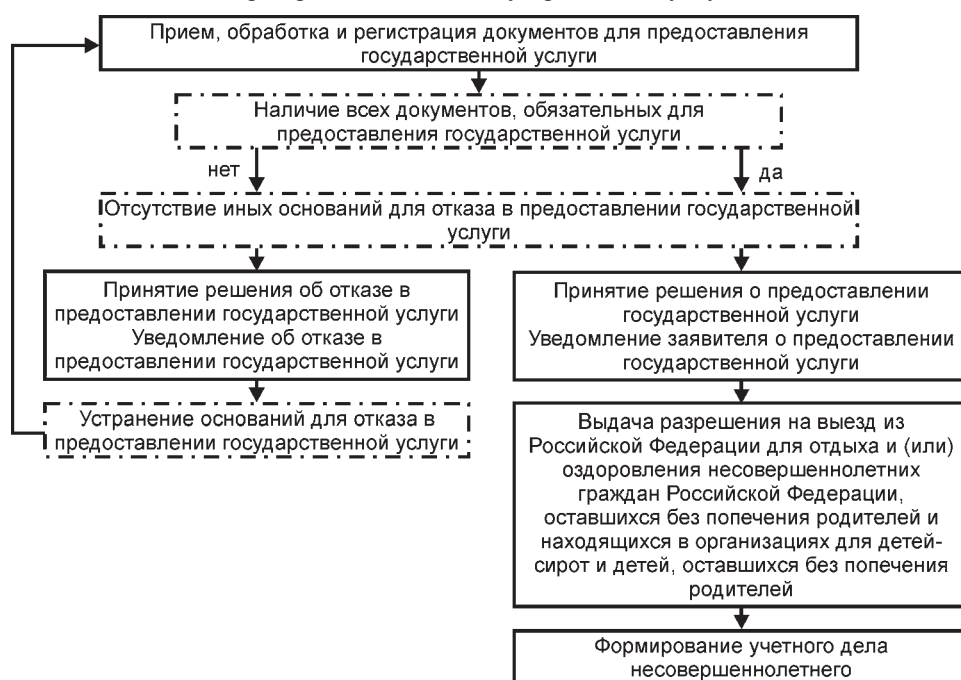 Прием, обработка и регистрация документов для предоставления
государственной услуги
Наличие всех документов, обязательных для
предоставления государственной услуги
нет
да
Отсутствие иных оснований для отказа в предоставлении государственной
услуги
Принятие решения об отказе в
предоставлении государственной услуги
Уведомление об отказе в
предоставлении государственной услуги
Устранение оснований для отказа в
предоставлении государственной услуги
Принятие решения о предоставлении
государственной услуги
Уведомление заявителя о предоставлении
государственной услуги
Выдача разрешения на выезд из
Российской Федерации для отдыха и (или)
оздоровления несовершеннолетних
граждан Российской Федерации,
оставшихся без попечения родителей и
находящихся в организациях для детей-
сирот и детей, оставшихся без попечения
родителей
Формирование учетного дела
несовершеннолетнего